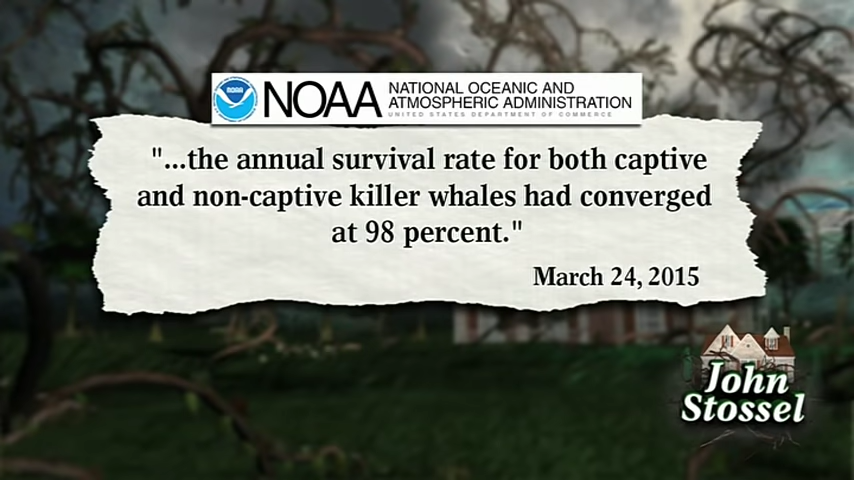 NOAA
NATIONAL OCEANIC AND
ATMOSPHERIC ADMINISTRATION
UNITED STATES DEPARTMENT OF COMMERCE
"...the annual survival rate for both captive
and non-captive killer whales had converged
at 98 percent."
March 24, 2015
John
Stossel